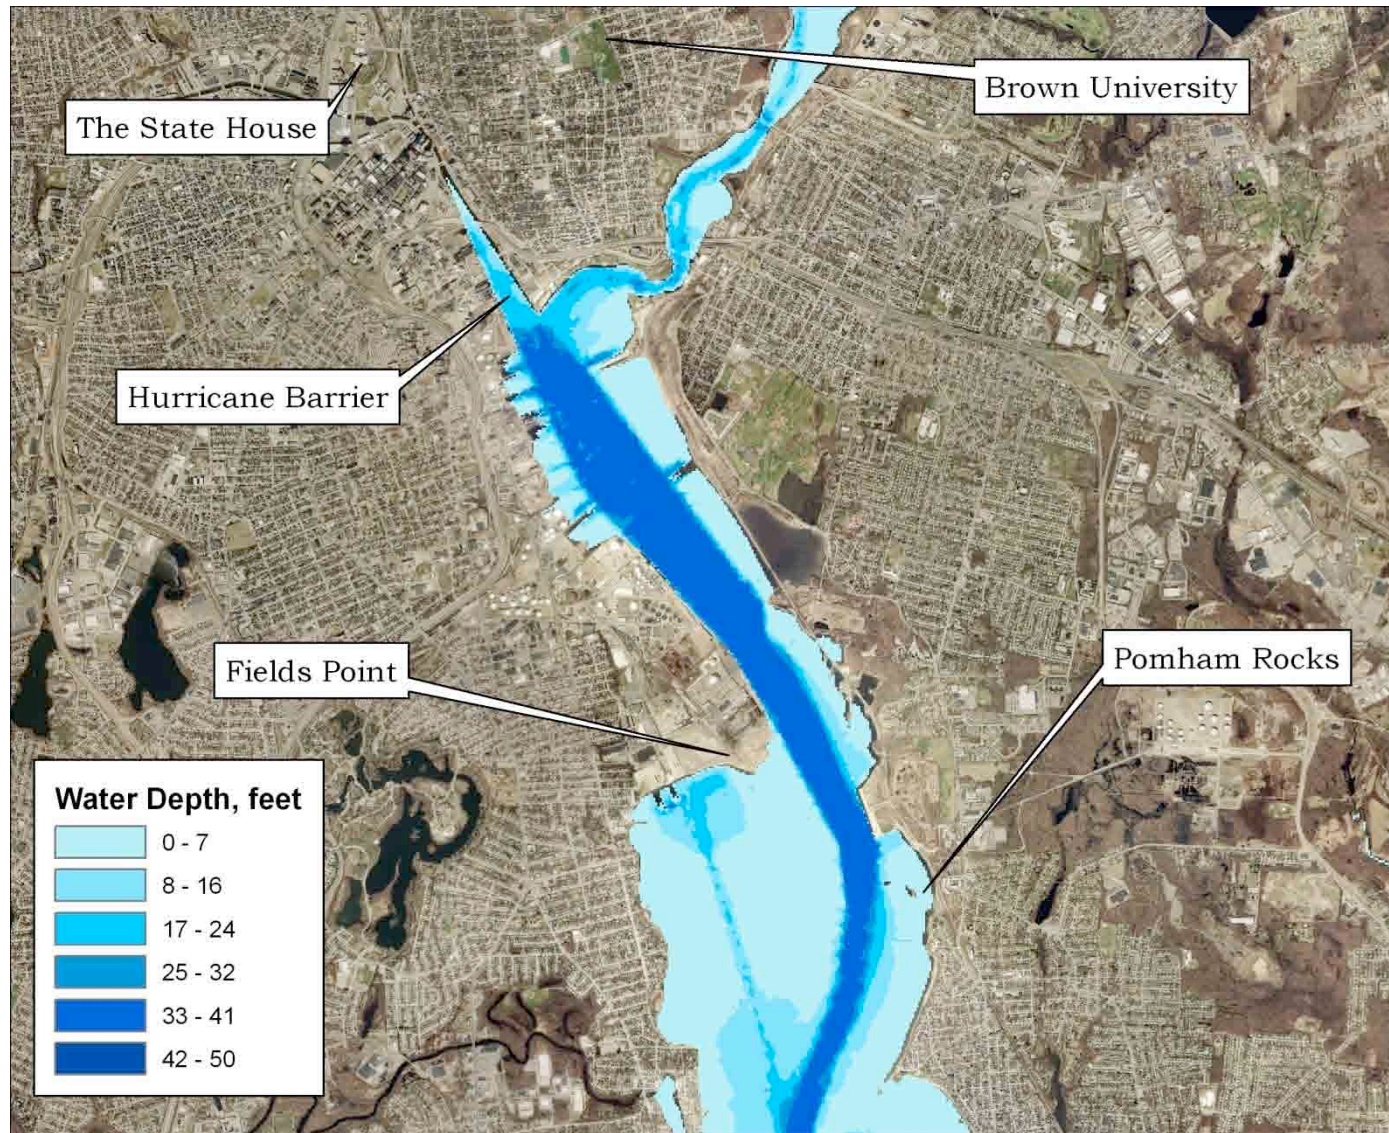 Brown University
The State House
Hurricane Barrier
Fields Point
Pomham Rocks
Water Depth, feet
0 - 7
8 - 16
17 - 24
25 - 32
33 - 41
42 - 50